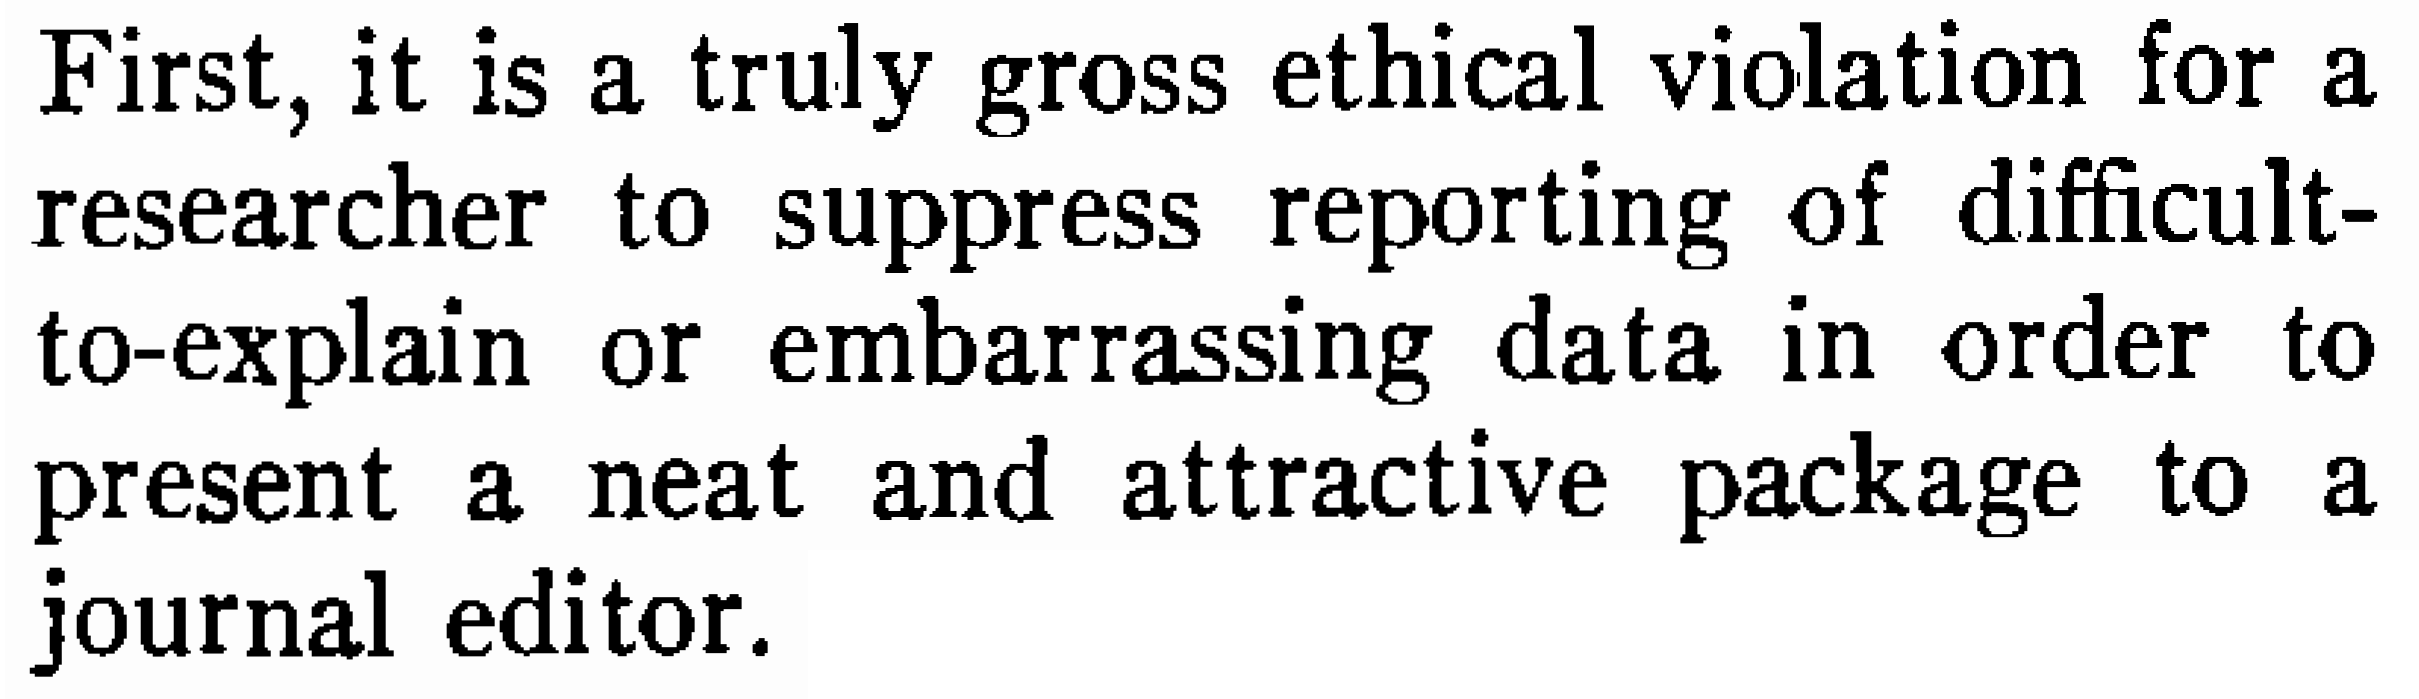 First, it is a truly gross ethical violation for a
researcher to suppress reporting of difficult-
to-explain or embarrassing data in order to
present a neat and attractive package to a
journal editor.